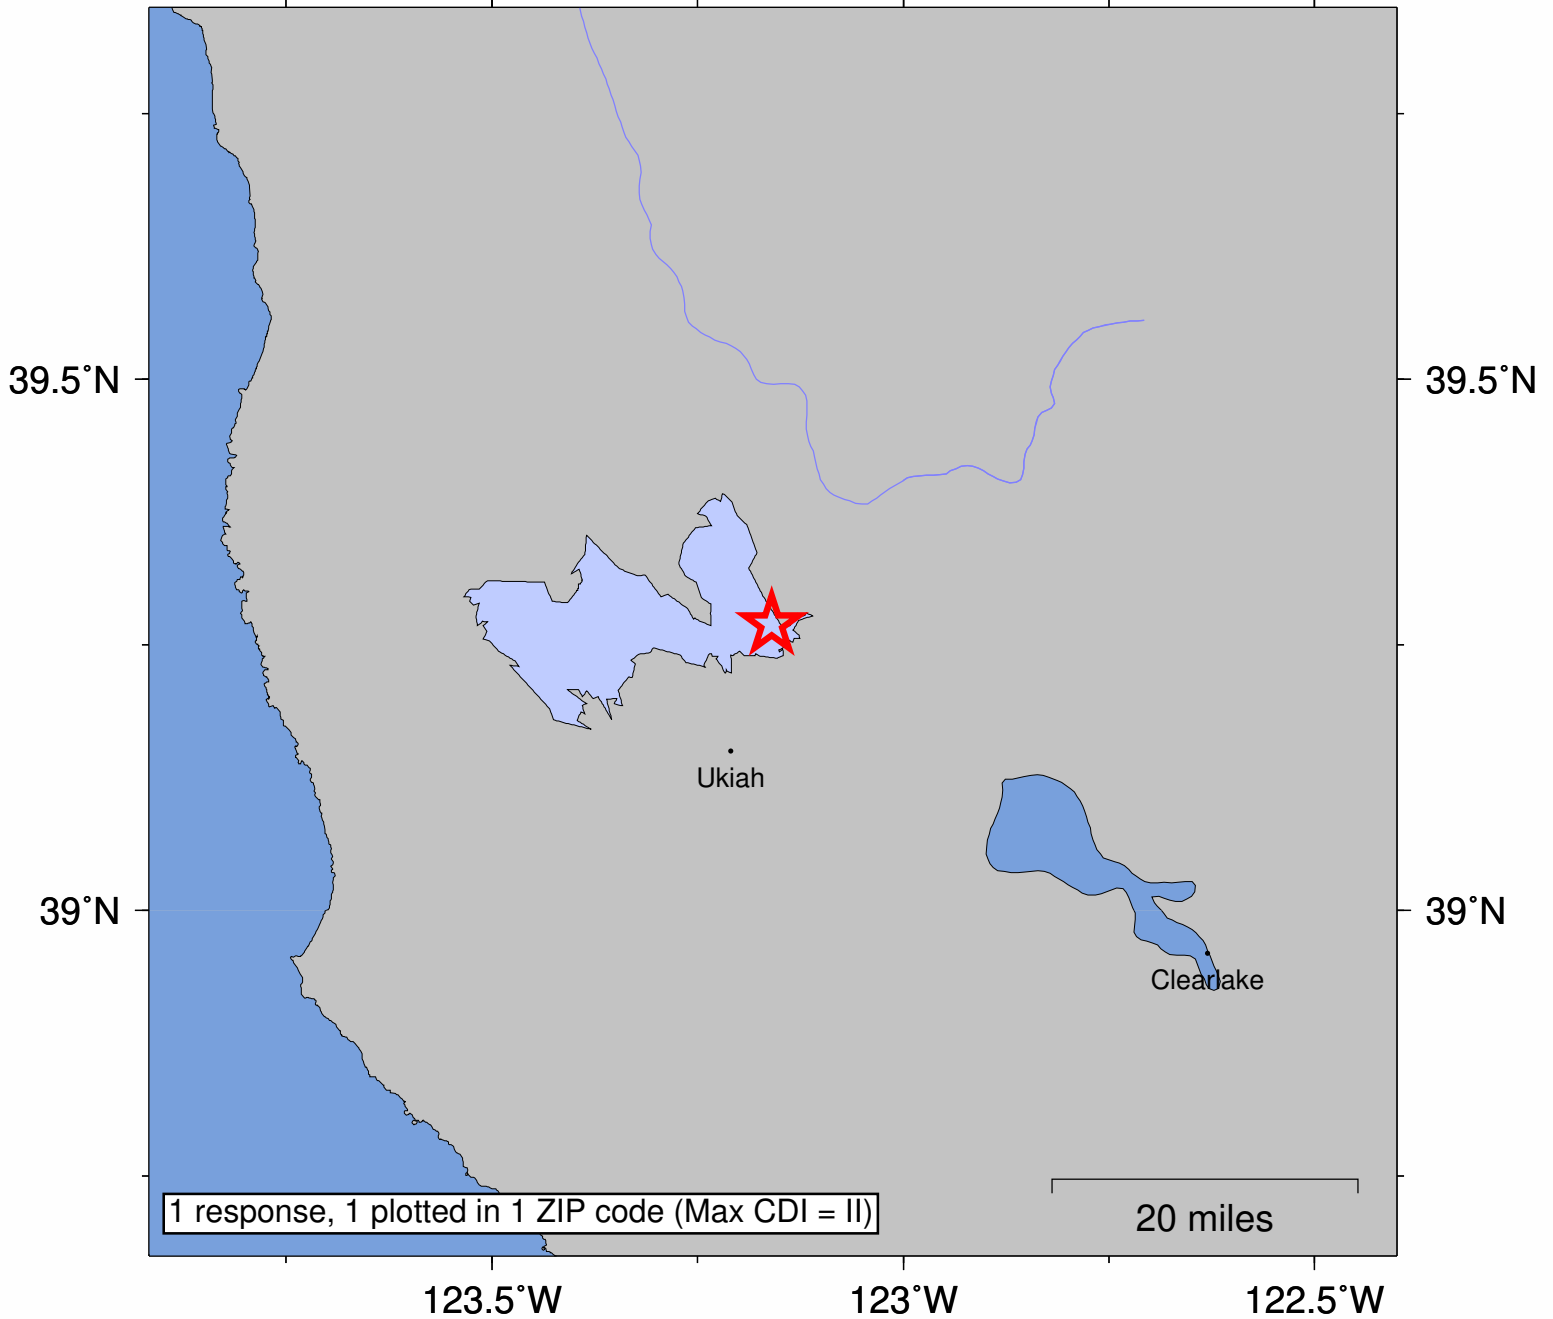 39.5˚N
39.5˚N
Ukiah
39˚N
39˚N
Clearlake
1 response, 1 plotted in 1 ZIP code (Max CDI = II)
20 miles
123.5˚W
123˚W
122.5˚W